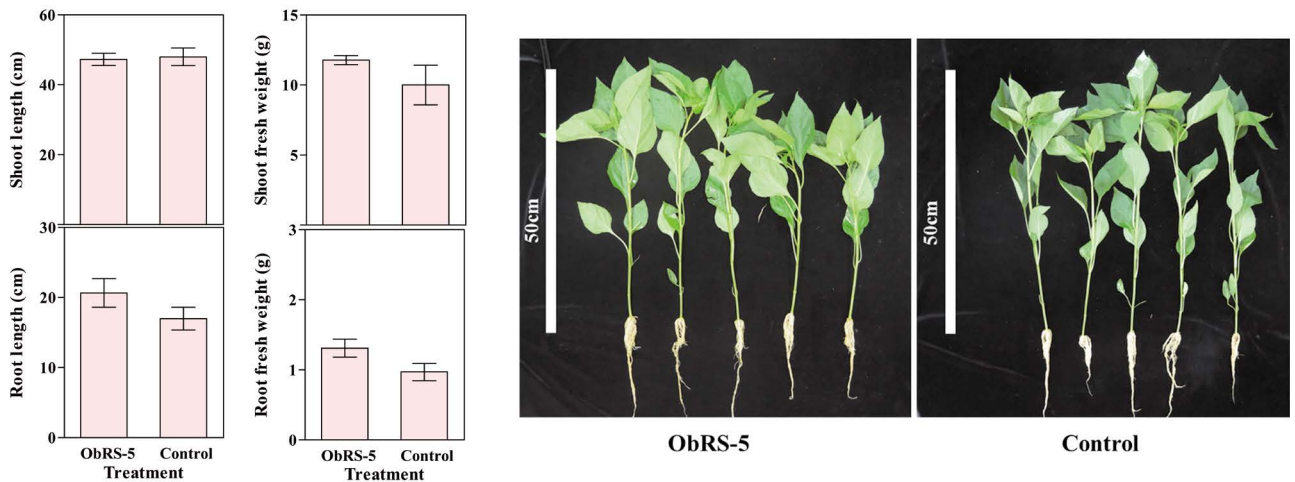 Shoot length (cm)
60
40
20
0
Shoot fresh weight (g)
15
10
5
Root length (cm)
30
20
10
0
ObRS-5 Control
Treatment
Root fresh weight (g)
3
2
1
0
ObRS-5 Control
Treatment
50cm
ObRS-5
50cm
Control